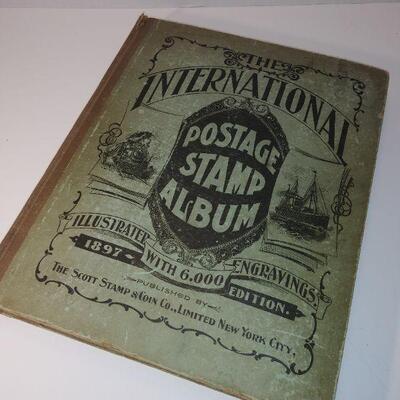 THE
INTERNATIONAL
POSTAGE
STAMP
ALBUM
ILLUSTRATED WITH 6,000 ENGRAVINGS.
1897 EDITION.
PUBLISHED BY
THE SCOTT STAMP & COIN CO., LIMITED NEW YORK CITY,